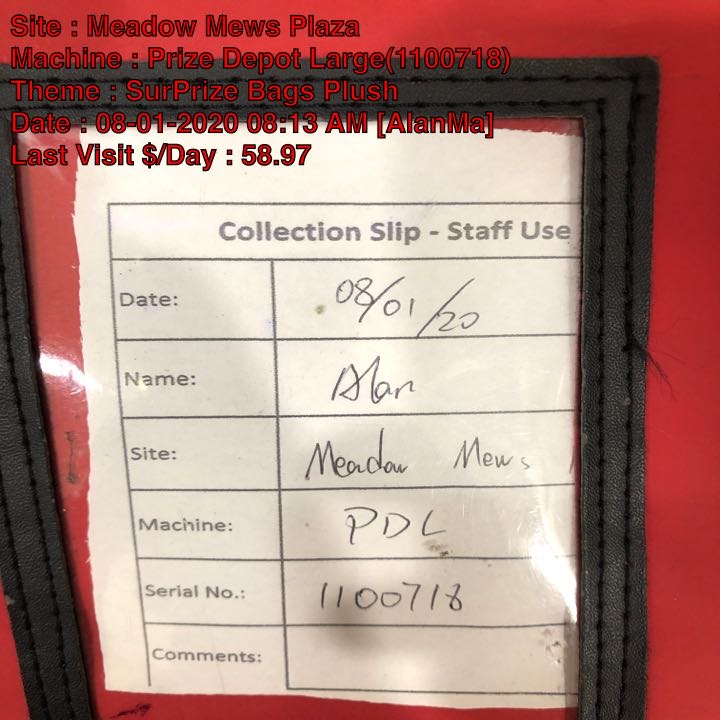 Site : Meadow Mews Plaza
Machine : Prize Depot Large(1100718)
Theme : SurPrize Bags Plush
Date : 08-01-2020 08:13 AM [AlanMa]
Last Visit $/Day : 58.97
Collection Slip - Staff Use
Date: 08/01/20
Name: Alan
Site: Meadow Mews
Machine: PDL
Serial No.: 1100718
Comments: